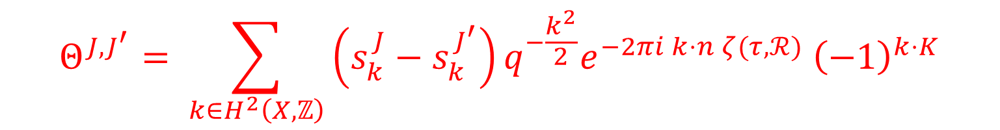 Θ^{J,J′} = ∑_{k∈H^2(X,ℤ)} (s_k^J − s_k^{J′}) q^{−k^2/2} e^{−2πi k·n ζ(τ,ℛ)} (−1)^{k·K}